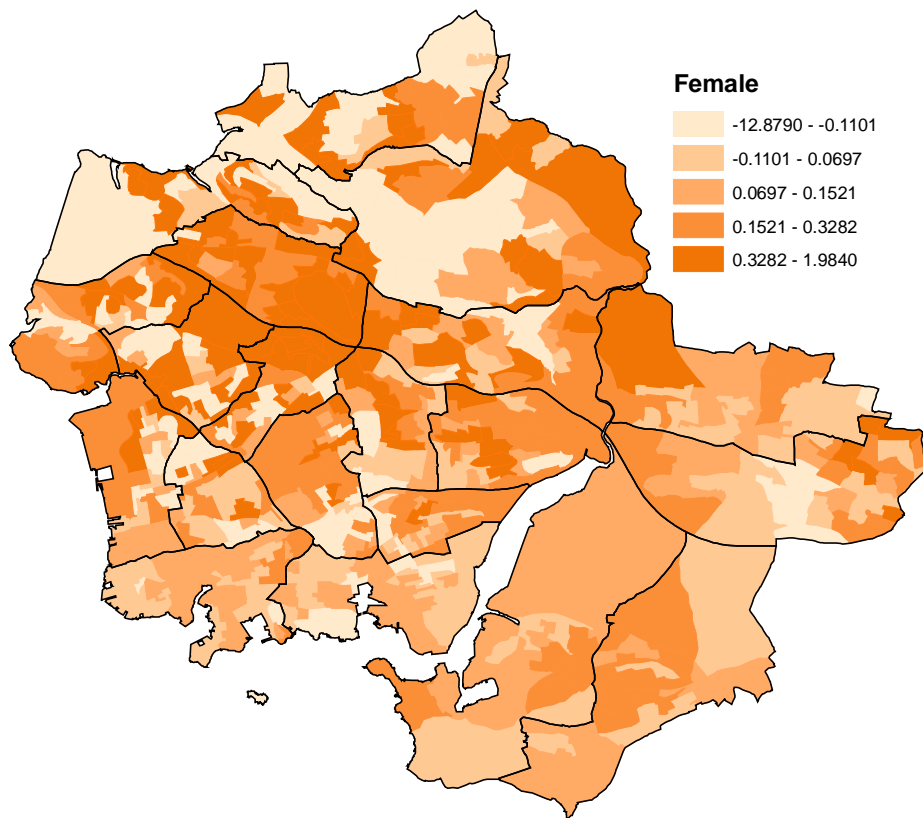 Female
-12.8790 - -0.1101
-0.1101 - 0.0697
0.0697 - 0.1521
0.1521 - 0.3282
0.3282 - 1.9840